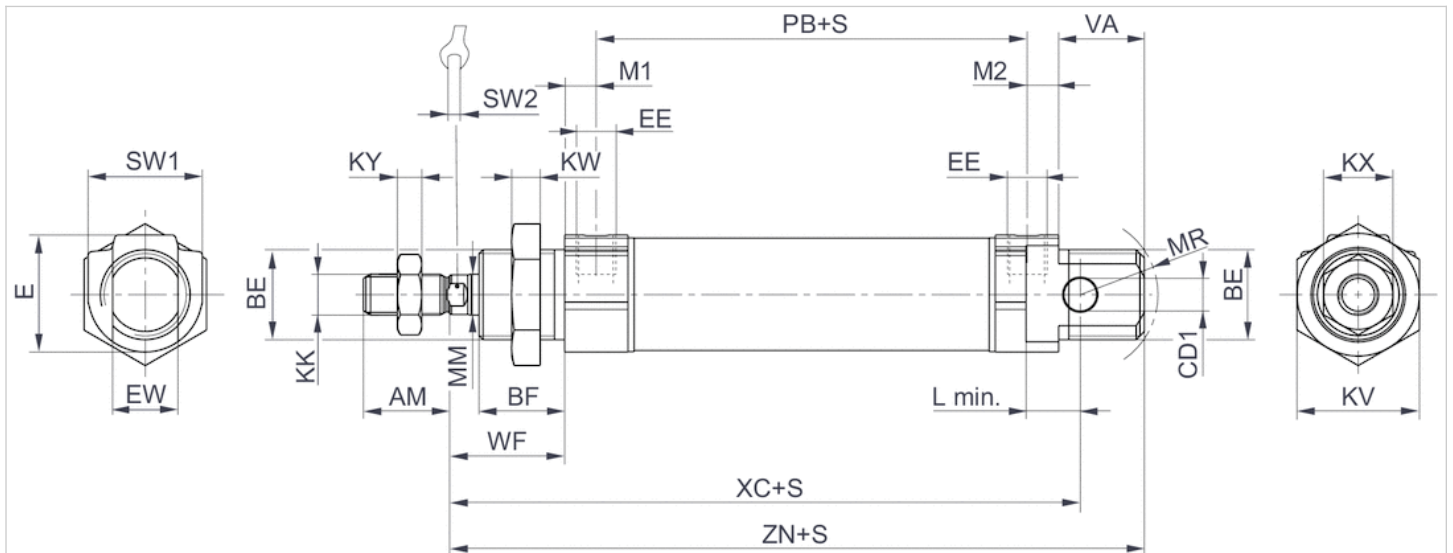 PB+S
VA
M1
M2
SW2
EE
SW1
KY
KW
EE
KX
MR
E
BE
BE
KK
MM
CD1
EW
AM
BF
L min.
KV
WF
XC+S
ZN+S